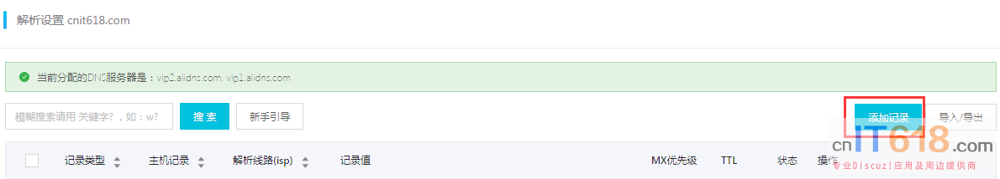 解析设置 cnit618.com
当前分配的DNS服务器是：vip2.alidns.com, vip1.alidns.com
模糊搜索请用 关键字? ，如：w? 搜 索 新手引导 添加记录 导入/导出
记录类型 主机记录 解析线路(isp) 记录值 MX优先级 TTL 状态 操作
cnIT618.com
专业Discuz!应用及周边提供商